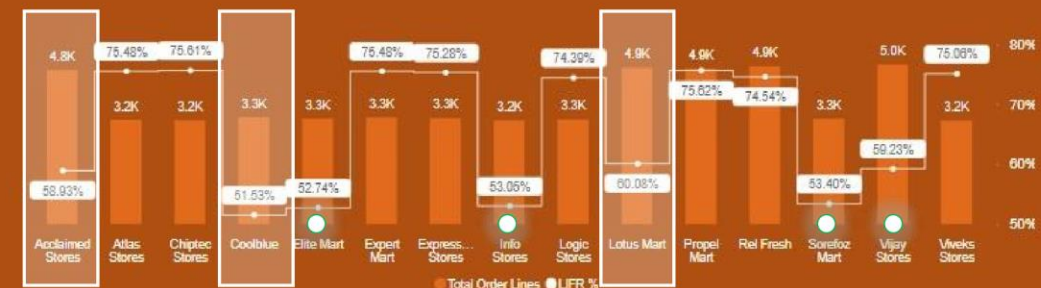 4.8K
75.48%
75.61%
3.2K
3.2K
3.3K
3.3K
75.48%
3.3K
75.28%
3.3K
3.2K
74.39%
3.3K
4.9K
4.9K
75.62%
4.9K
74.54%
3.3K
5.0K
75.06%
3.2K
58.93%
51.53%
52.74%
53.05%
60.08%
53.40%
59.23%
80%
70%
60%
50%
Acclaimed
Stores
Atlas
Stores
Chiptec
Stores
Coolblue
Elite Mart
Expert
Mart
Express...
Stores
Info
Stores
Logic
Stores
Lotus Mart
Propel
Mart
Rel Fresh
Sorefoz
Mart
Vijay
Stores
Viveks
Stores
Total Order Lines LIFR %